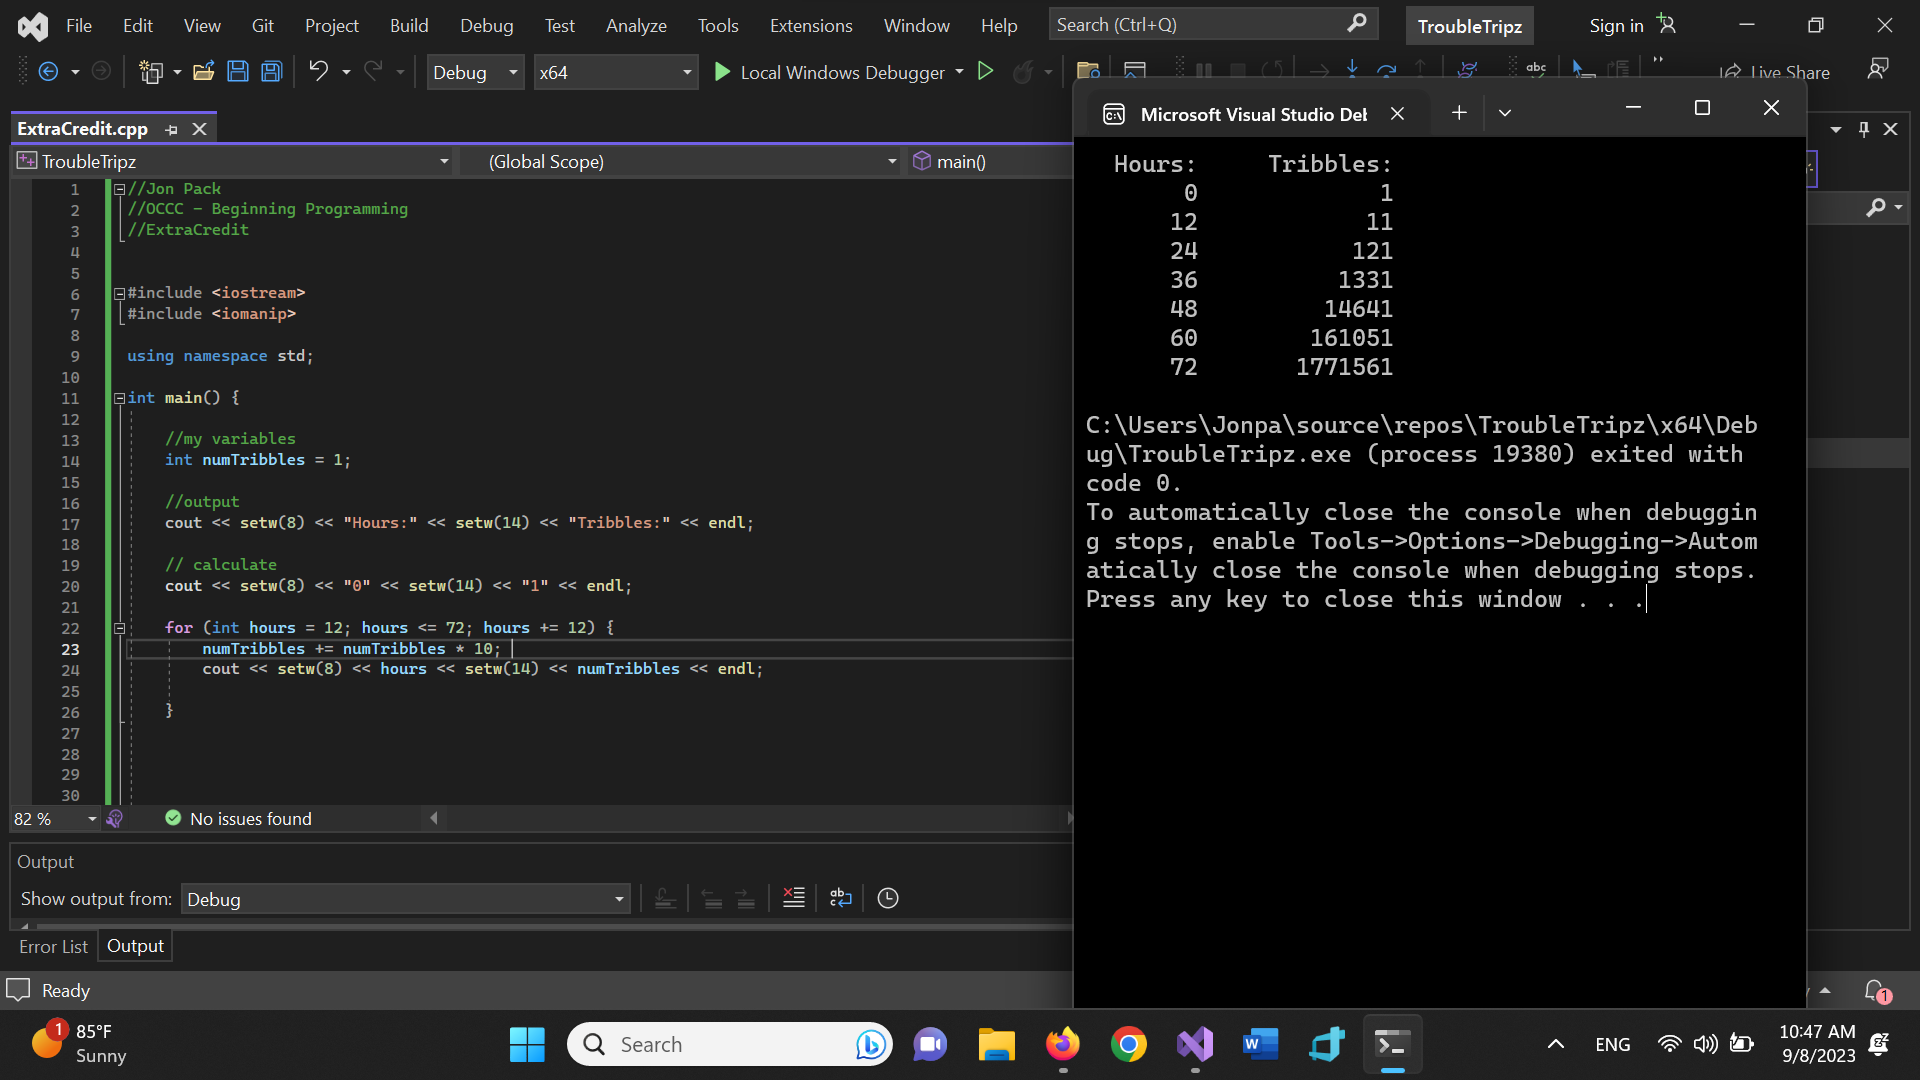 File Edit View Git Project Build Debug Test Analyze Tools Extensions Window Help Search (Ctrl+Q) TroubleTripz Sign in
Debug x64 Local Windows Debugger Live Share
ExtraCredit.cpp
TroubleTripz (Global Scope) main()
1 //Jon Pack
2 //OCCC - Beginning Programming
3 //ExtraCredit
4
5
6 #include <iostream>
7 #include <iomanip>
8
9 using namespace std;
10
11 int main() {
12
13 //my variables
14 int numTribbles = 1;
15
16 //output
17 cout << setw(8) << "Hours:" << setw(14) << "Tribbles:" << endl;
18
19 // calculate
20 cout << setw(8) << "0" << setw(14) << "1" << endl;
21
22 for (int hours = 12; hours <= 72; hours += 12) {
23 numTribbles += numTribbles * 10;
24 cout << setw(8) << hours << setw(14) << numTribbles << endl;
25
26 }
27
28
29
30
82 % No issues found
Output
Show output from: Debug
Error List Output
Ready
Microsoft Visual Studio Del
Hours: Tribbles:
0 1
12 11
24 121
36 1331
48 14641
60 161051
72 1771561
C:\Users\Jonpa\source\repos\TroubleTripz\x64\Deb
ug\TroubleTripz.exe (process 19380) exited with
code 0.
To automatically close the console when debuggin
g stops, enable Tools->Options->Debugging->Autom
atically close the console when debugging stops.
Press any key to close this window . . .
1
1 85°F
Sunny
Search
ENG
10:47 AM
9/8/2023